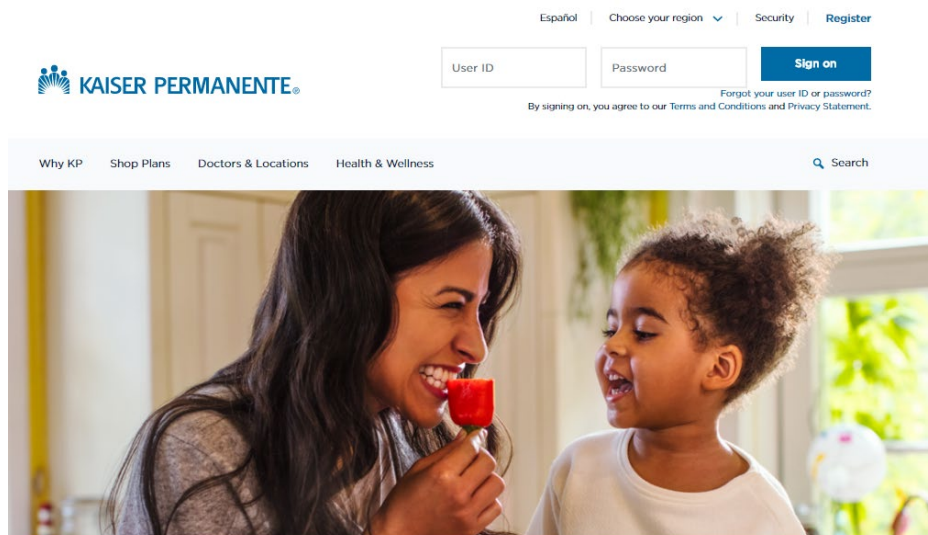 Español Choose your region Security Register
User ID Password Sign on
KAISER PERMANENTE®
Forgot your user ID or password?
By signing on, you agree to our Terms and Conditions and Privacy Statement.
Why KP Shop Plans Doctors & Locations Health & Wellness Search